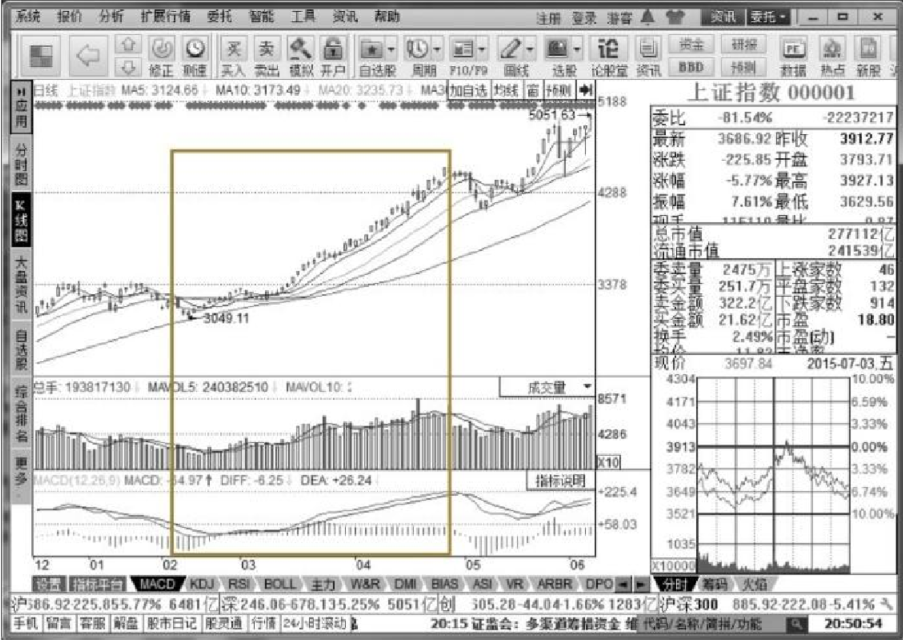 系统 报价 分析 扩展行情 委托 智能 工具 资讯 帮助 注册 登录 游客 资讯 委托
修正 测速 买入 卖出 模拟 开户 自选股 周期 F10/F9 画线 选股 论股堂 资讯 资金 BBD 研报 预测 数据 热点 新股
日线 上证指数 MA5: 3124.66 MA10: 3173.49 MA20: 3235.73 加自选 均线 窗 预测
上证指数 000001
应用
分时图
K线图
大盘资讯
自选股
综合排名
更多
5188
5051.63
4288
3378
3049.11
委比 -81.54% -22237217
最新 3686.92 昨收 3912.77
涨跌 -225.85 开盘 3793.71
涨幅 -5.77% 最高 3927.13
振幅 7.61% 最低 3629.56
总市值 277112亿
流通市值 241539亿
委卖量 2475万 上涨家数 46
委买量 251.7万 平盘家数 132
卖金额 322.2亿 下跌家数 914
买金额 21.62亿 市盈 18.80
换手 2.49% 市盈(动) -
现价 3697.84 2015-07-03,五
总手: 193817130 MAVOL5: 240382510 MAVOL10: 成交量
8571
4286
X10
MACD(12,26,9) MACD: -64.97 DIFF: -6.25 DEA: +26.24 指标说明
+225.4
+58.03
4304 10.00%
4171 6.59%
4043 3.33%
3913 0.00%
3782 3.33%
3649 6.74%
3521 10.00%
1035
X10000
12 01 02 03 04 05 06
设置 指标平台 MACD KDJ RSI BOLL 主力 W&R DMI BIAS ASI VR ARBR DPO 分时 筹码 火焰
沪 686.92 -225.85 5.77% 6481亿 深 246.06 -678.13 5.25% 5051亿 创 605.28 -44.04 -1.66% 1283亿 沪深300 885.92 -222.08 -5.41%
手机 留言 客服 解盘 股市日记 股灵通 行情 24小时滚动 20:15 证监会: 多渠道筹措资金 维 代码/名称/简拼/功能 20:50:54